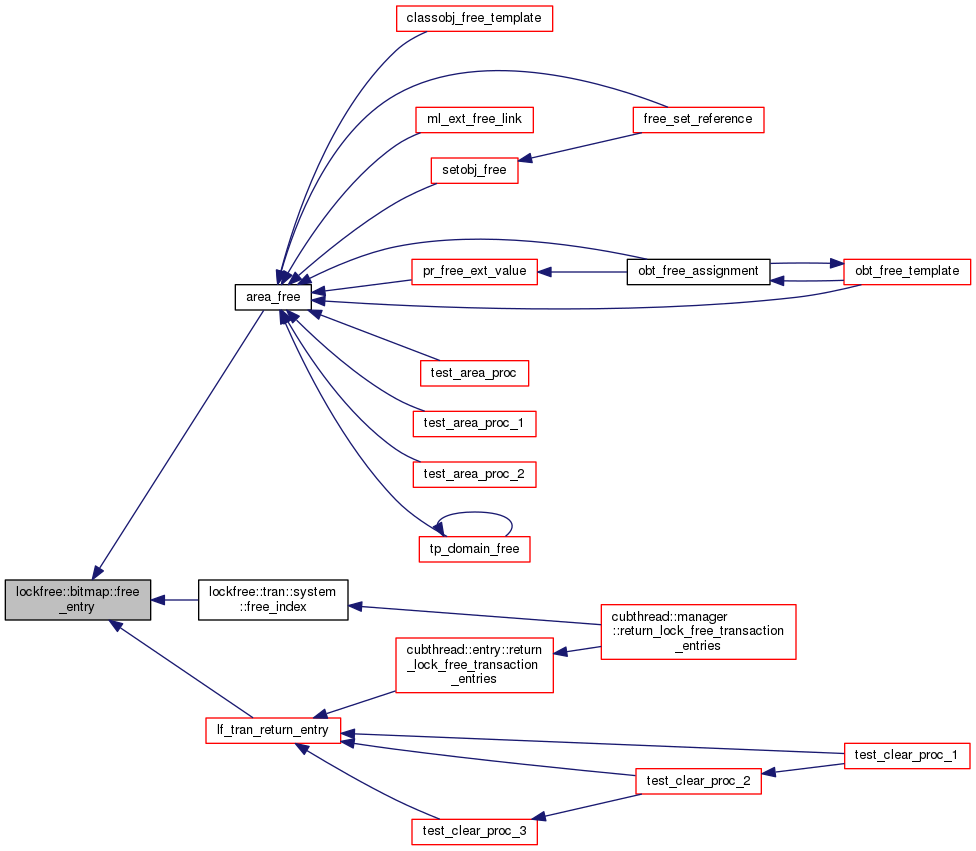 classobj_free_template
ml_ext_free_link
free_set_reference
setobj_free
pr_free_ext_value
obt_free_assignment
obt_free_template
area_free
test_area_proc
test_area_proc_1
test_area_proc_2
tp_domain_free
lockfree::bitmap::free
_entry
lockfree::tran::system
::free_index
cubthread::manager
::return_lock_free_transaction
_entries
cubthread::entry::return
_lock_free_transaction
_entries
lf_tran_return_entry
test_clear_proc_1
test_clear_proc_2
test_clear_proc_3